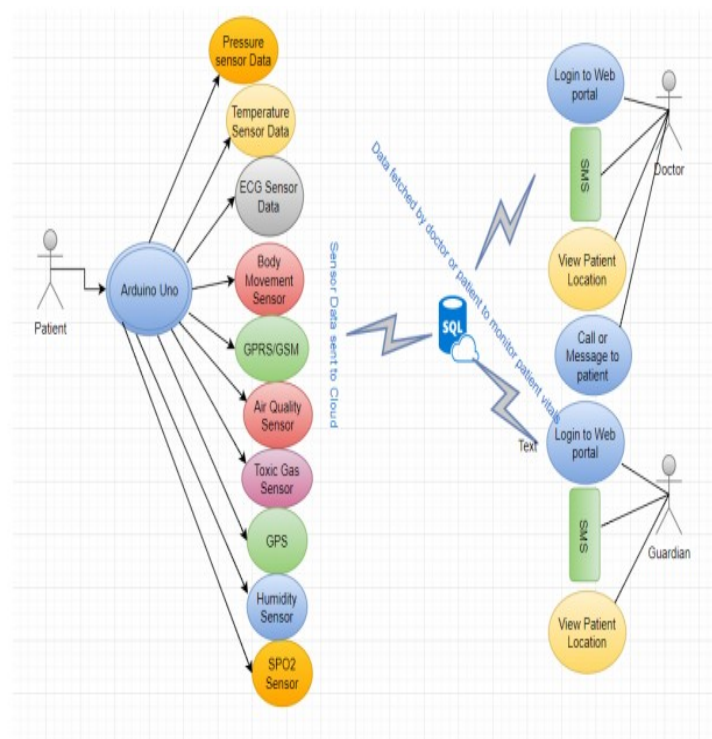 Pressure
sensor Data
Temperature
Sensor Data
ECG Sensor
Data
Body
Movement
Sensor
GPRS/GSM
Air Quality
Sensor
Toxic Gas
Sensor
GPS
Humidity
Sensor
SPO2
Sensor
Patient
Arduino Uno
Sensor Data sent to Cloud
SQL
Data fetched by doctor or patient to monitor patient vitals
Text
Login to Web
portal
SMS
View Patient
Location
Call or
Message to
patient
Doctor
Login to Web
portal
SMS
View Patient
Location
Guardian